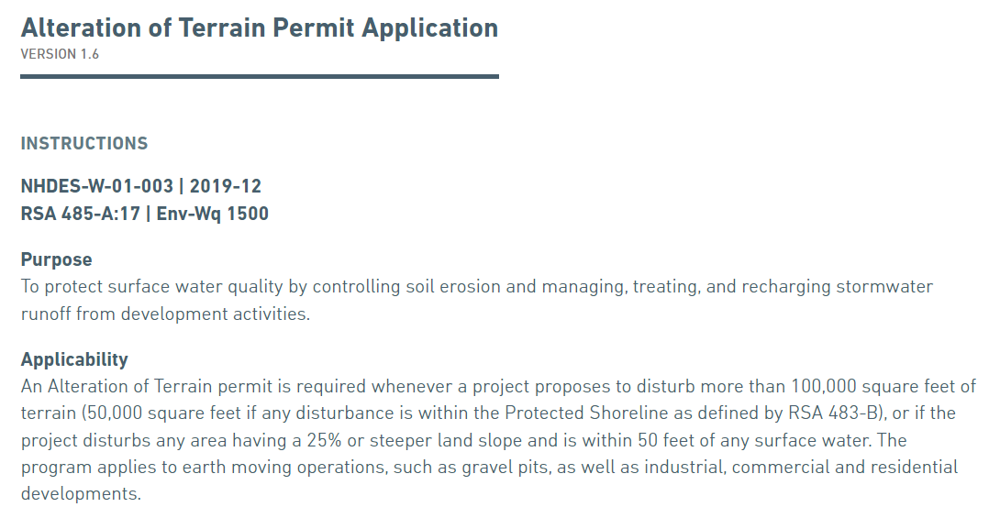 Alteration of Terrain Permit Application
VERSION 1.6
INSTRUCTIONS
NHDES-W-01-003 | 2019-12
RSA 485-A:17 | Env-Wq 1500
Purpose
To protect surface water quality by controlling soil erosion and managing, treating, and recharging stormwater
runoff from development activities.
Applicability
An Alteration of Terrain permit is required whenever a project proposes to disturb more than 100,000 square feet of
terrain (50,000 square feet if any disturbance is within the Protected Shoreline as defined by RSA 483-B), or if the
project disturbs any area having a 25% or steeper land slope and is within 50 feet of any surface water. The
program applies to earth moving operations, such as gravel pits, as well as industrial, commercial and residential
developments.